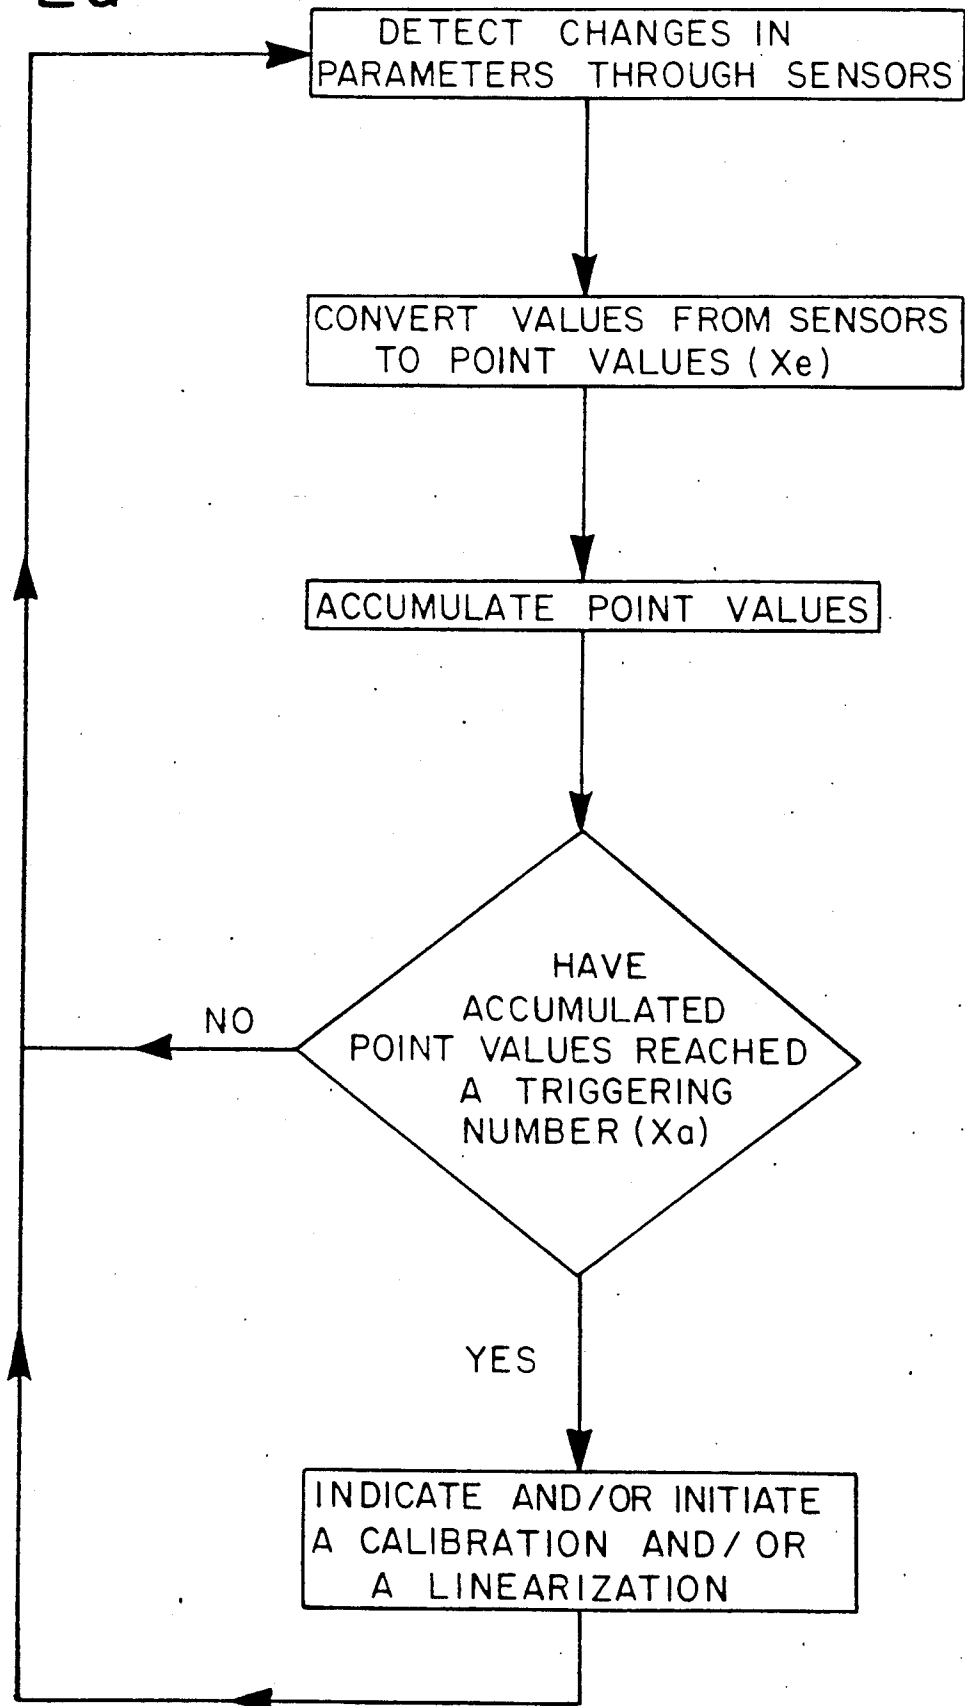 DETECT CHANGES IN
PARAMETERS THROUGH SENSORS
CONVERT VALUES FROM SENSORS
TO POINT VALUES (Xe)
ACCUMULATE POINT VALUES
HAVE
ACCUMULATED
POINT VALUES REACHED
A TRIGGERING
NUMBER (Xa)
NO
YES
INDICATE AND/OR INITIATE
A CALIBRATION AND/OR
A LINEARIZATION